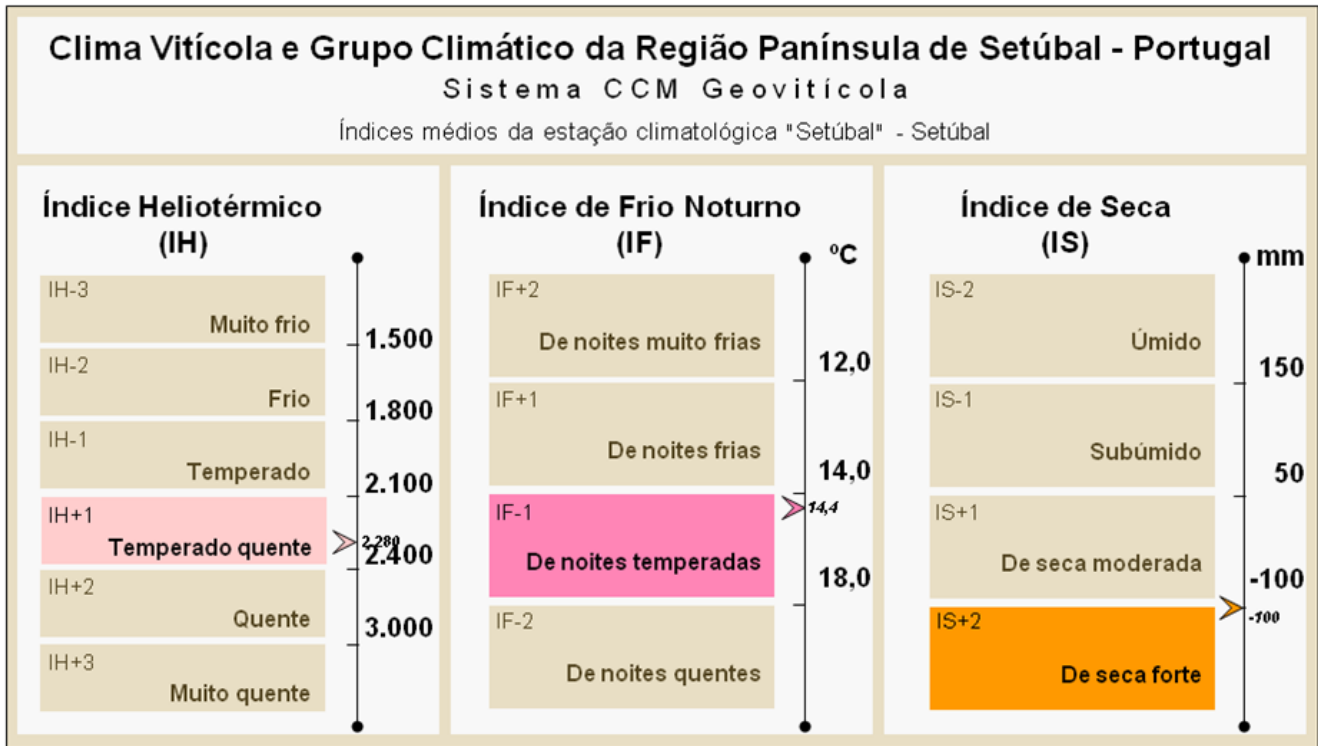 Clima Vitícola e Grupo Climático da Região Panínsula de Setúbal - Portugal
Sistema CCM Geovitícola
Índices médios da estação climatológica "Setúbal" - Setúbal
Índice Heliotérmico
(IH)
IH-3
Muito frio
1.500
IH-2
Frio
1.800
IH-1
Temperado
2.100
IH+1
Temperado quente
2.280
2.400
IH+2
Quente
3.000
IH+3
Muito quente
Índice de Frio Noturno
(IF)
ºC
IF+2
De noites muito frias
12,0
IF+1
De noites frias
14,0
IF-1
14,4
De noites temperadas
18,0
IF-2
De noites quentes
Índice de Seca
(IS)
mm
IS-2
Úmido
150
IS-1
Subúmido
50
IS+1
De seca moderada
-100
-100
IS+2
De seca forte